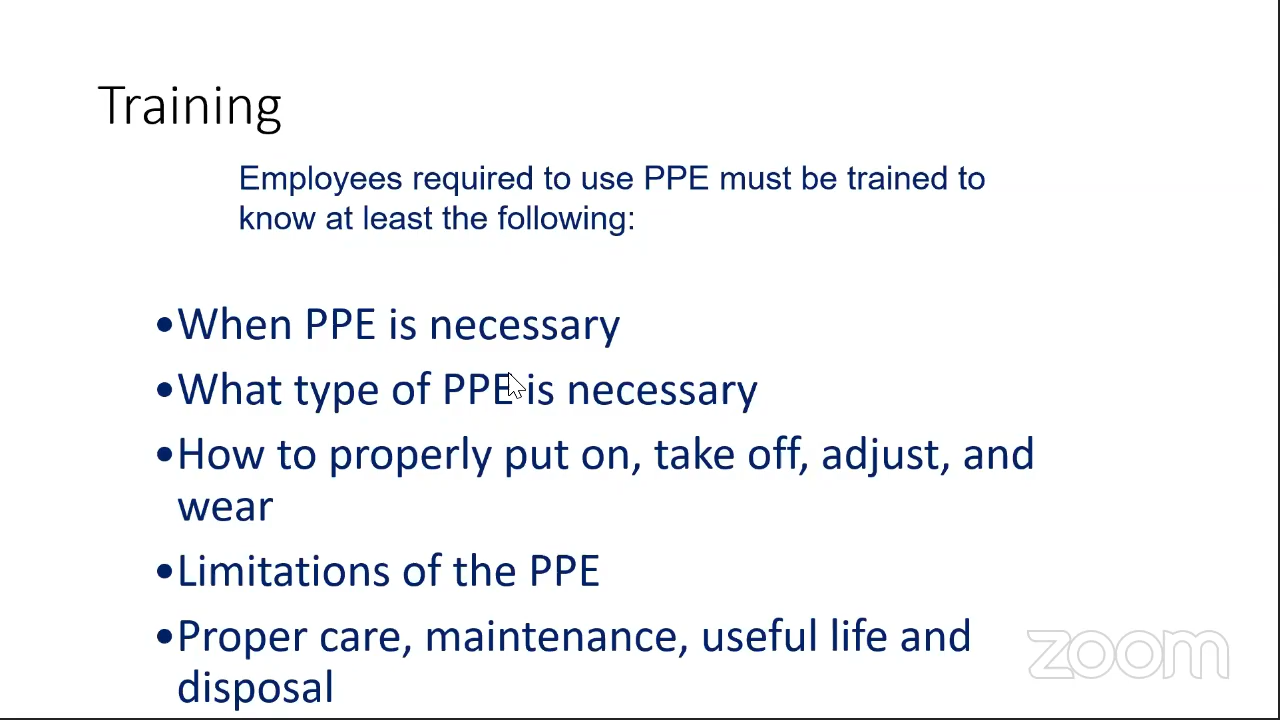 Training
Employees required to use PPE must be trained to
know at least the following:
•When PPE is necessary
•What type of PPE is necessary
•How to properly put on, take off, adjust, and
wear
•Limitations of the PPE
•Proper care, maintenance, useful life and
disposal
zoom